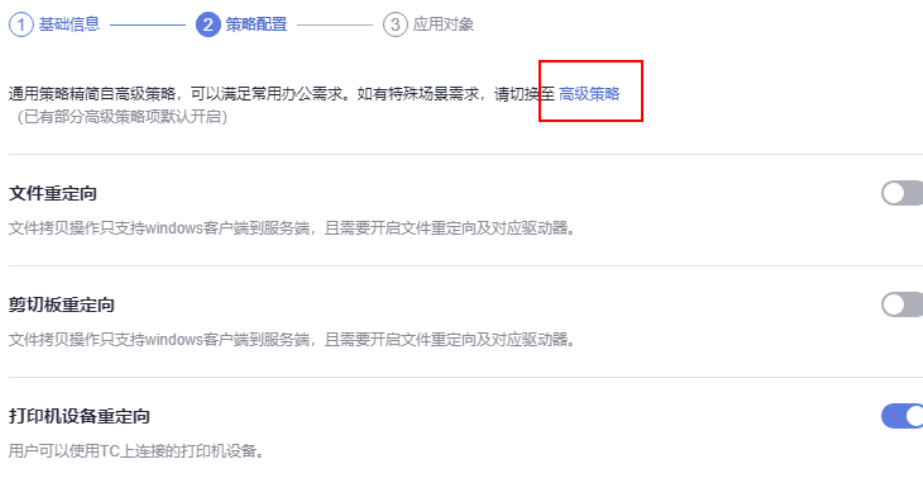 1 基础信息 2 策略配置 3 应用对象
通用策略精简自高级策略，可以满足常用办公需求。如有特殊场景需求，请切换至 高级策略
（已有部分高级策略项默认开启）
文件重定向
文件拷贝操作只支持windows客户端到服务端，且需要开启文件重定向及对应驱动器。
剪切板重定向
文件拷贝操作只支持windows客户端到服务端，且需要开启文件重定向及对应驱动器。
打印机设备重定向
用户可以使用TC上连接的打印机设备。